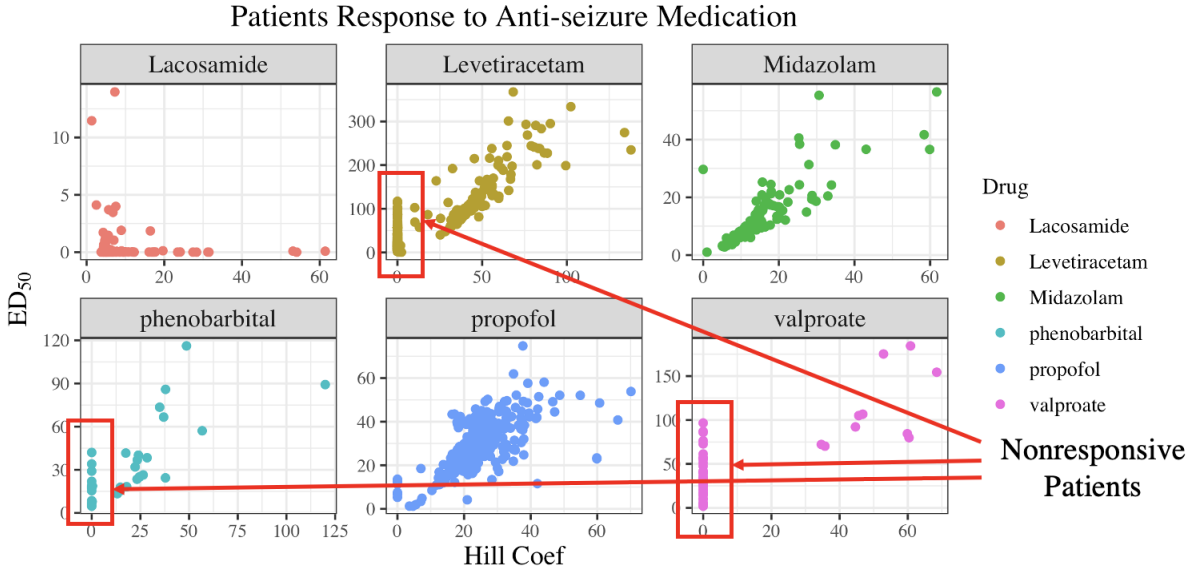 Patients Response to Anti-seizure Medication
Lacosamide
Levetiracetam
Midazolam
0
5
10
0 20 40 60
0
100
200
300
0 50 100
0
20
40
0 20 40 60
phenobarbital
propofol
valproate
0
30
60
90
120
0 25 50 75 100 125
0
20
40
60
0 20 40 60
0
50
100
150
0 20 40 60
ED50
Hill Coef
Drug
Lacosamide
Levetiracetam
Midazolam
phenobarbital
propofol
valproate
Nonresponsive
Patients